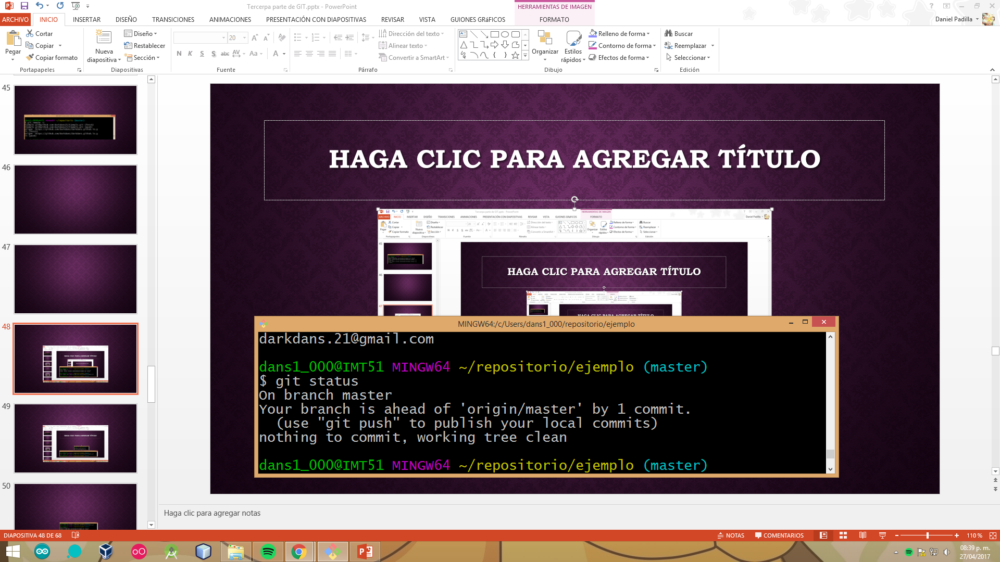 Tercerpa parte de GIT.pptx - PowerPoint
HERRAMIENTAS DE IMAGEN
ARCHIVO INICIO INSERTAR DISEÑO TRANSICIONES ANIMACIONES PRESENTACIÓN CON DIAPOSITIVAS REVISAR VISTA GUIONES GRáFICOS FORMATO Daniel Padilla
Pegar
Cortar
Copiar
Copiar formato
Portapapeles
Nueva diapositiva
Diseño
Restablecer
Sección
Diapositivas
20
N K S S abc AV Aa A
Fuente
Dirección del texto
Alinear texto
Convertir a SmartArt
Párrafo
Organizar
Estilos rápidos
Relleno de forma
Contorno de forma
Efectos de forma
Dibujo
Buscar
Reemplazar
Seleccionar
Edición
45
46
47
48
49
50
HAGA CLIC PARA AGREGAR TÍTULO
HAGA CLIC PARA AGREGAR TÍTULO
MINGW64:/c/Users/dans1_000/repositorio/ejemplo
darkdans.21@gmail.com
dans1_000@IMT51 MINGW64 ~/repositorio/ejemplo (master)
$ git status
On branch master
Your branch is ahead of 'origin/master' by 1 commit.
(use "git push" to publish your local commits)
nothing to commit, working tree clean
dans1_000@IMT51 MINGW64 ~/repositorio/ejemplo (master)
Haga clic para agregar notas
DIAPOSITIVA 48 DE 68
NOTAS COMENTARIOS 110 %
08:39 p. m.
27/04/2017